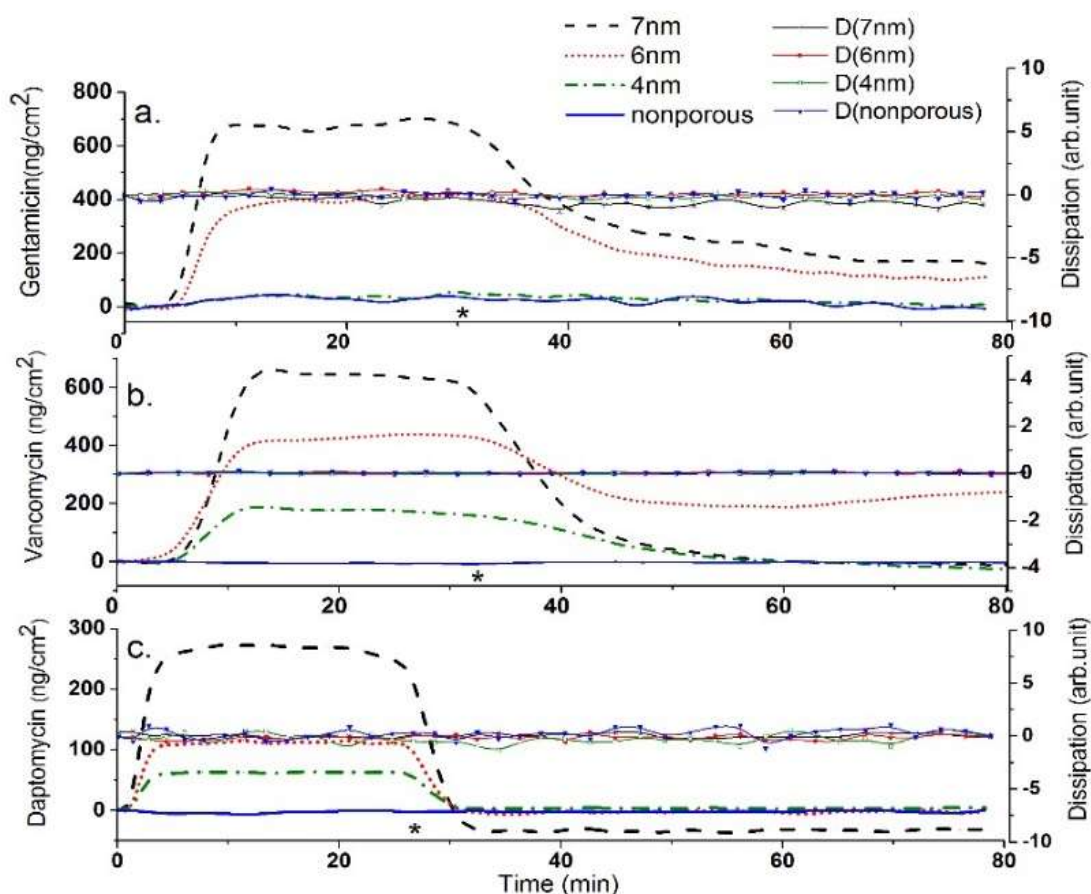 7nm
6nm
4nm
nonporous
D(7nm)
D(6nm)
D(4nm)
D(nonporous)
a.
Gentamicin(ng/cm2)
800
600
400
200
0
10
5
0
-5
-10
Dissipation (arb.unit)
*
0 20 40 60 80
b.
Vancomycin (ng/cm2)
600
400
200
0
4
2
0
-2
-4
Dissipation (arb.unit)
*
0 20 40 60 80
c.
Daptomycin (ng/cm2)
300
200
100
0
10
5
0
-5
-10
Dissipation (arb.unit)
*
0 20 40 60 80
Time (min)